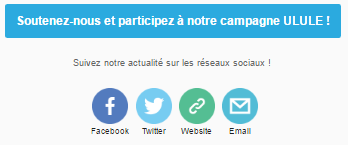 Soutenez-nous et participez à notre campagne ULULE !
Suivez notre actualité sur les réseaux sociaux !
Facebook Twitter Website Email